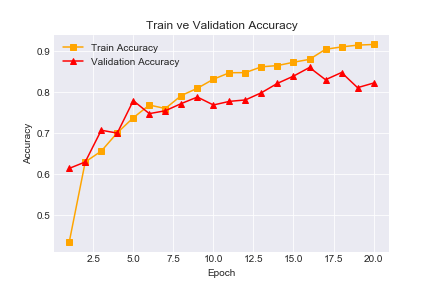 Train ve Validation Accuracy
Train Accuracy
Validation Accuracy
Accuracy
0.9
0.8
0.7
0.6
0.5
2.5 5.0 7.5 10.0 12.5 15.0 17.5 20.0
Epoch